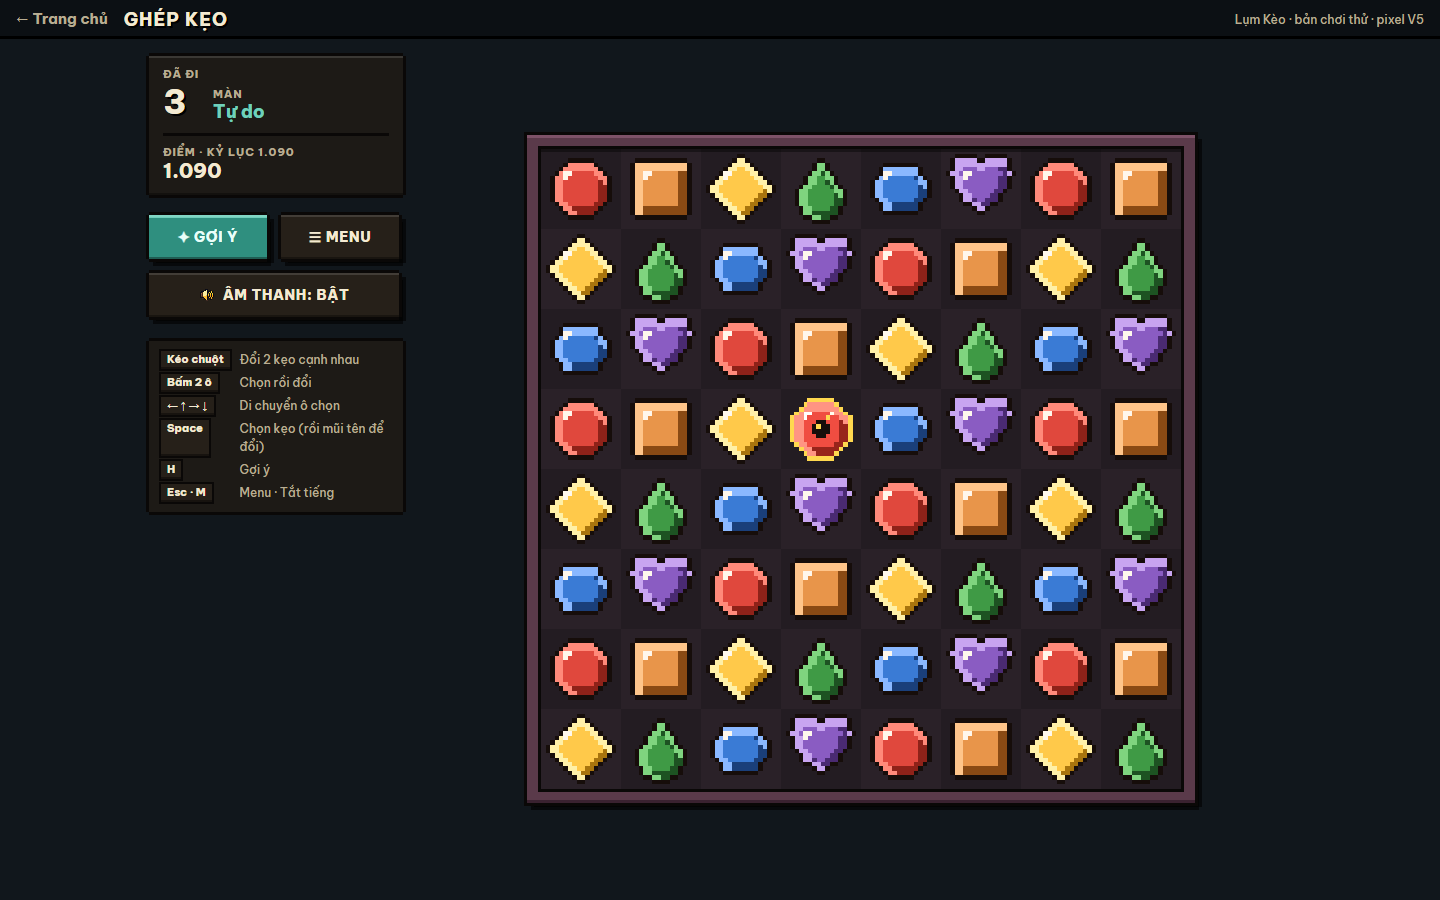 ← Trang chủ GHÉP KẸO
Lụm Kèo · bản chơi thử · pixel V5
ĐÃ ĐI
3
MÀN
Tự do
ĐIỂM · KỶ LỤC 1.090
1.090
✦ GỢI Ý
☰ MENU
🔊 ÂM THANH: BẬT
Kéo chuột Đổi 2 kẹo cạnh nhau
Bấm 2 ô Chọn rồi đổi
←↑→↓ Di chuyển ô chọn
Space Chọn kẹo (rồi mũi tên để
đổi)
H Gợi ý
Esc · M Menu · Tắt tiếng